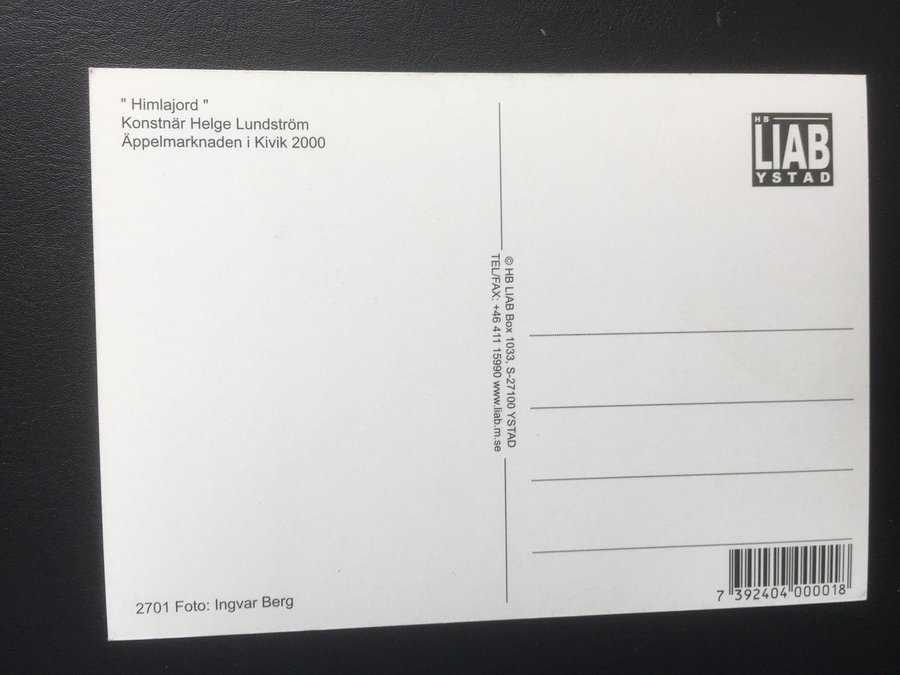 " Himlajord "
Konstnär Helge Lundström
Äppelmarknaden i Kivik 2000
2701 Foto: Ingvar Berg
© HB LIAB Box 1033, S-27100 YSTAD
TEL/FAX: +46 411 15990 www.liab.m.se
HB
LIAB
YSTAD
7 392404 000018